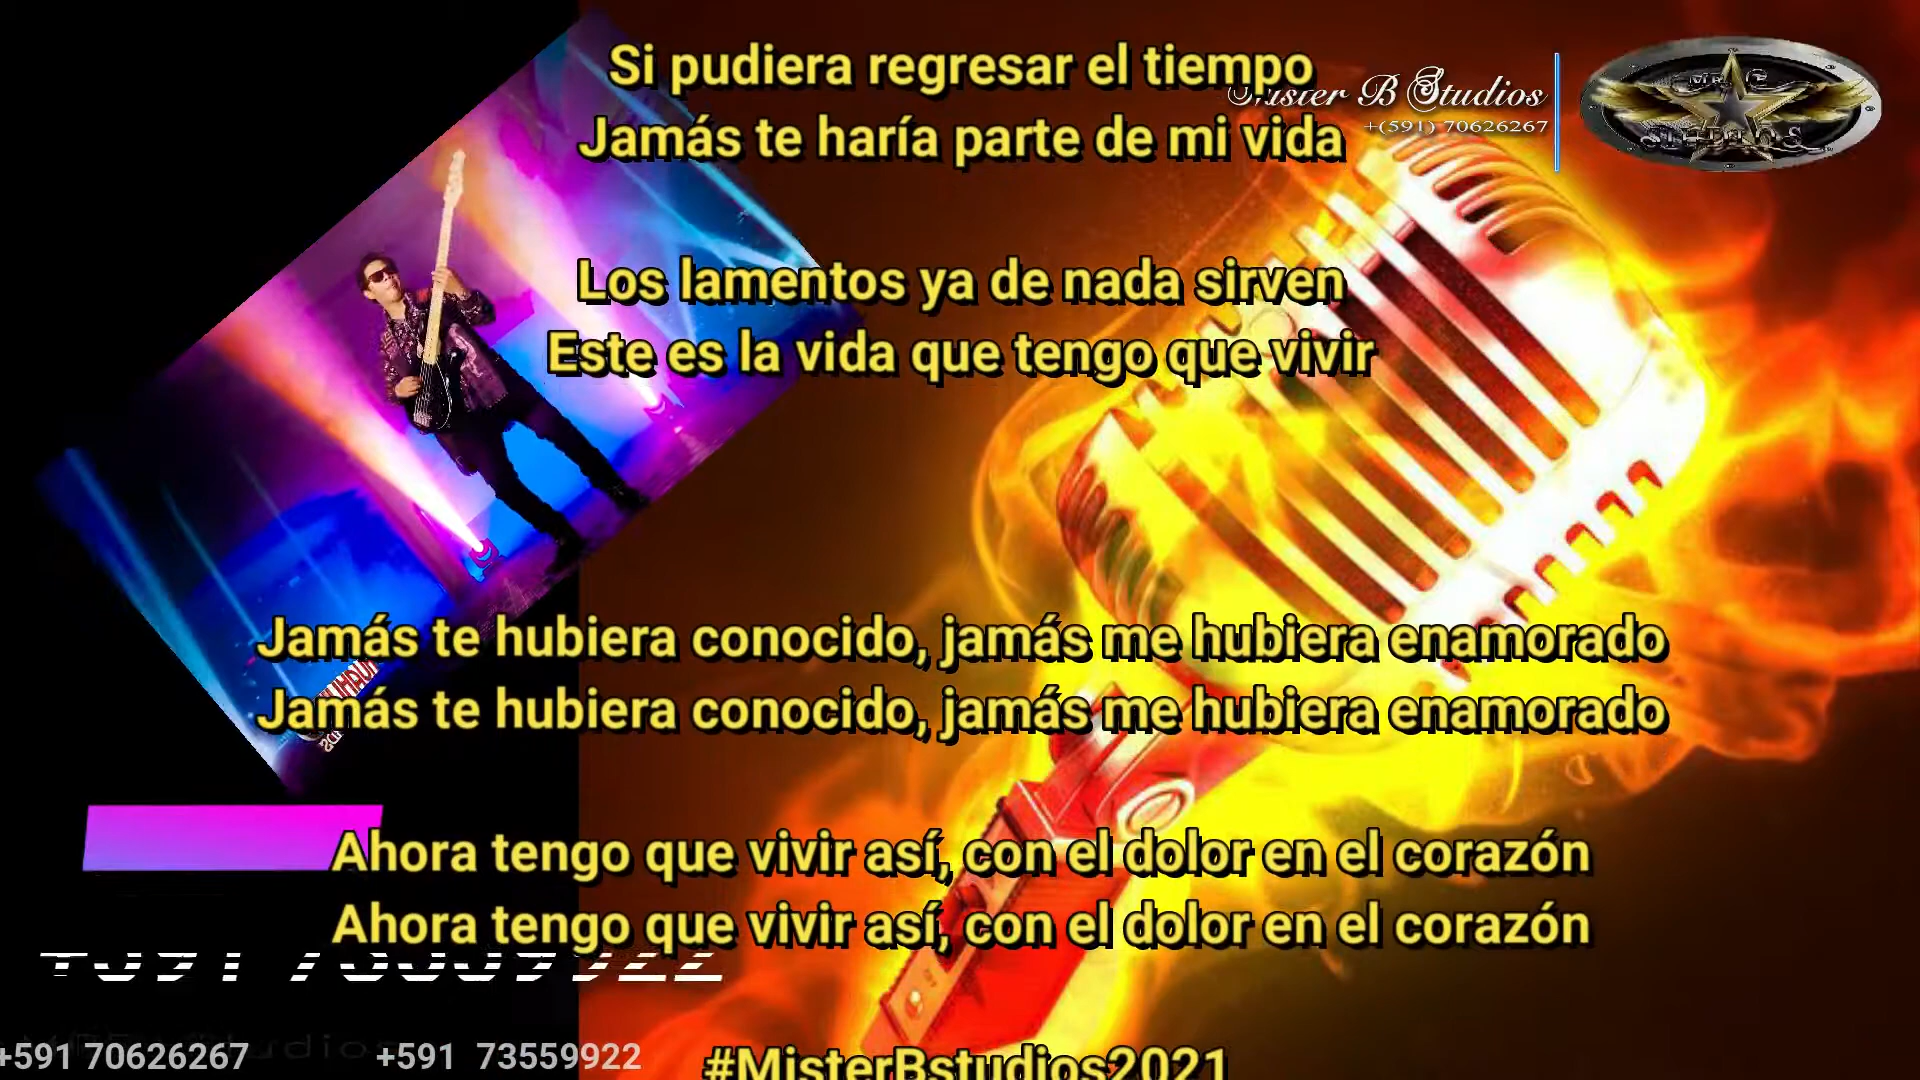 Si pudiera regresar el tiempo
Mister B Studios
+(591) 70626267
Jamás te haría parte de mi vida
Los lamentos ya de nada sirven
Este es la vida que tengo que vivir
Jamás te hubiera conocido, jamás me hubiera enamorado
Jamás te hubiera conocido, jamás me hubiera enamorado
Ahora tengo que vivir así, con el dolor en el corazón
Ahora tengo que vivir así, con el dolor en el corazón
+591 73559922
+591 70626267
+591 73559922
#MisterBstudios2021